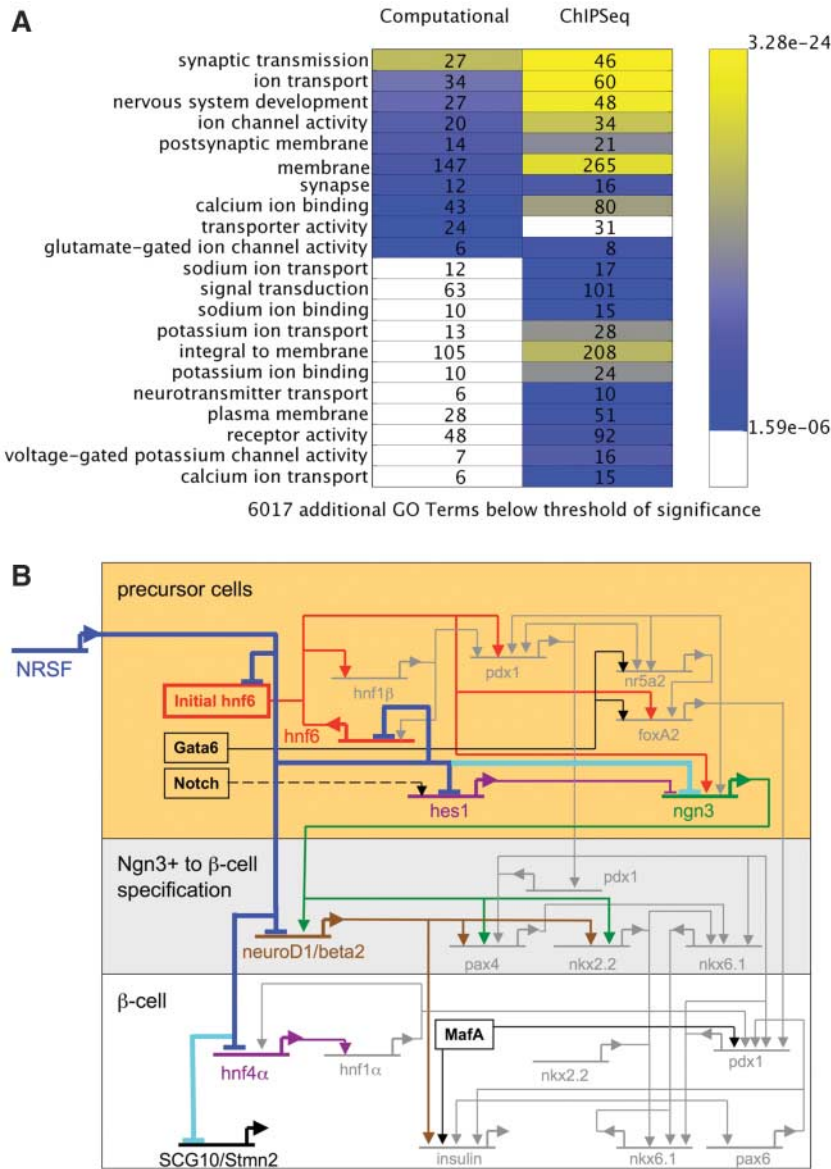 A
Computational ChIPSeq
3.28e-24
synaptic transmission 27 46
ion transport 34 60
nervous system development 27 48
ion channel activity 20 34
postsynaptic membrane 14 21
membrane 147 265
synapse 12 16
calcium ion binding 43 80
transporter activity 24 31
glutamate-gated ion channel activity 6 8
sodium ion transport 12 17
signal transduction 63 101
sodium ion binding 10 15
potassium ion transport 13 28
integral to membrane 105 208
potassium ion binding 10 24
neurotransmitter transport 6 10
plasma membrane 28 51
1.59e-06
receptor activity 48 92
voltage-gated potassium channel activity 7 16
calcium ion transport 6 15
6017 additional GO Terms below threshold of significance
B
precursor cells
NRSF
Initial hnf6
hnf1β
pdx1
nr5a2
hnf6
foxA2
Gata6
Notch
hes1
ngn3
Ngn3+ to β-cell
specification
pdx1
neuroD1/beta2
pax4
nkx2.2
nkx6.1
β-cell
MafA
hnf4α
hnf1α
nkx2.2
pdx1
SCG10/Stmn2
insulin
nkx6.1
pax6